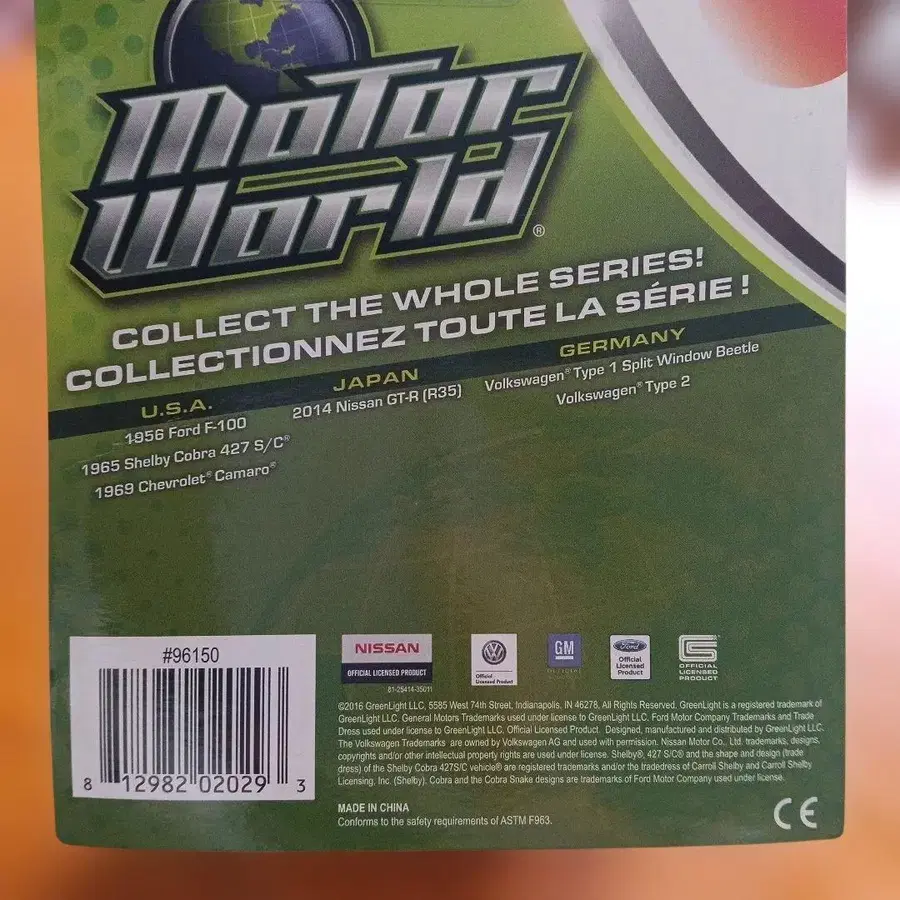 Motor
World®
COLLECT THE WHOLE SERIES!
COLLECTIONNEZ TOUTE LA SÉRIE !
U.S.A.
1956 Ford F-100
1965 Shelby Cobra 427 S/C®
1969 Chevrolet® Camaro®
JAPAN
2014 Nissan GT-R (R35)
GERMANY
Volkswagen® Type 1 Split Window Beetle
Volkswagen® Type 2
#96150
8 12982 02029 3
NISSAN
OFFICIAL LICENSED PRODUCT
81-25414-35011
VW
Official
Licensed Product
GM
Ford
Official
Licensed
Product
CS
OFFICIAL
LICENSED
PRODUCT
©2016 GreenLight LLC, 5585 West 74th Street, Indianapolis, IN 46278, All Rights Reserved. GreenLight is a registered trademark of
GreenLight LLC. General Motors Trademarks used under license to GreenLight LLC. Ford Motor Company Trademarks and Trade
Dress used under license to GreenLight LLC. Official Licensed Product. Designed, manufactured and distributed by GreenLight LLC.
The Volkswagen Trademarks are owned by Volkswagen AG and used with permission. Nissan Motor Co., Ltd. trademarks, designs,
copyrights and/or other intellectual property rights are used under license. Shelby®, 427 S/C® and the shape and design (trade
dress) of the Shelby Cobra 427S/C vehicle® are registered trademarks and/or the tradedress of Carroll Shelby and Carroll Shelby
Licensing, Inc. (Shelby). Cobra and the Cobra Snake designs are trademarks of Ford Motor Company used under license.
MADE IN CHINA
Conforms to the safety requirements of ASTM F963.
CE